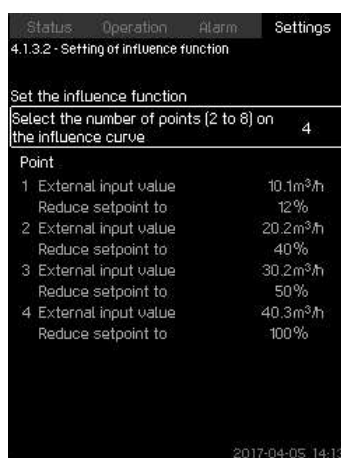 Status Operation Alarm Settings
4.1.3.2 - Setting of influence function
Set the influence function
Select the number of points (2 to 8) on 4
the influence curve
Point
1 External input value 10.1m³/h
Reduce setpoint to 12%
2 External input value 20.2m³/h
Reduce setpoint to 40%
3 External input value 30.2m³/h
Reduce setpoint to 50%
4 External input value 40.3m³/h
Reduce setpoint to 100%
2017-04-05 14:13